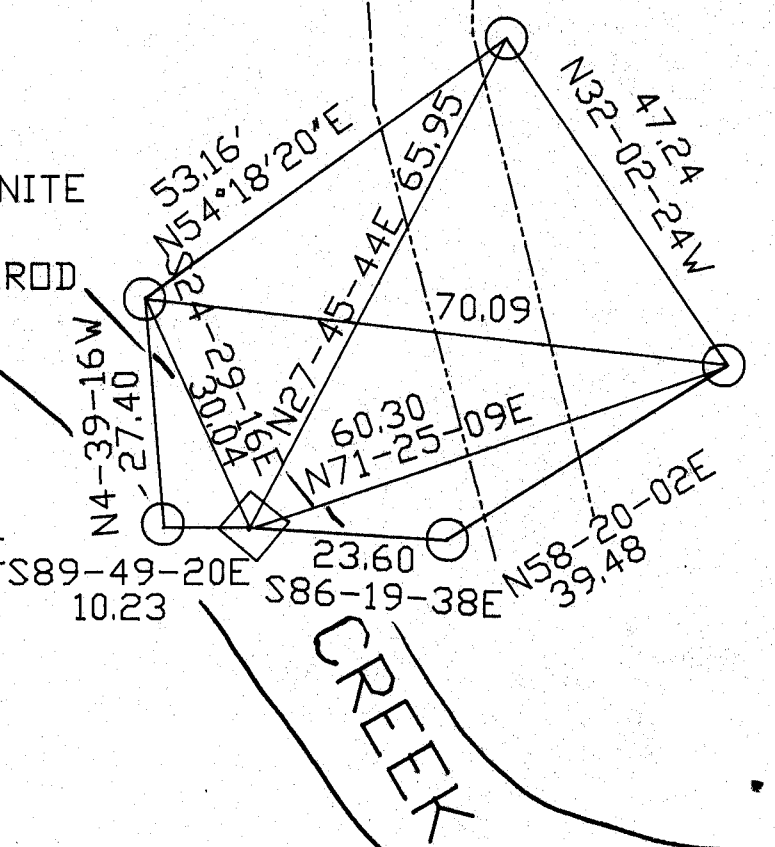 53.16'
N54°18'20"E
65.95
N27-45-44E
47.24
N32-02-24W
NITE
ROD
S24-29-16E
30.04
70.09
N4-39-16W
27.40
60.30
N71-25-09E
N58-20-02E
39.48
S89-49-20E
10.23
23.60
S86-19-38E
CREEK